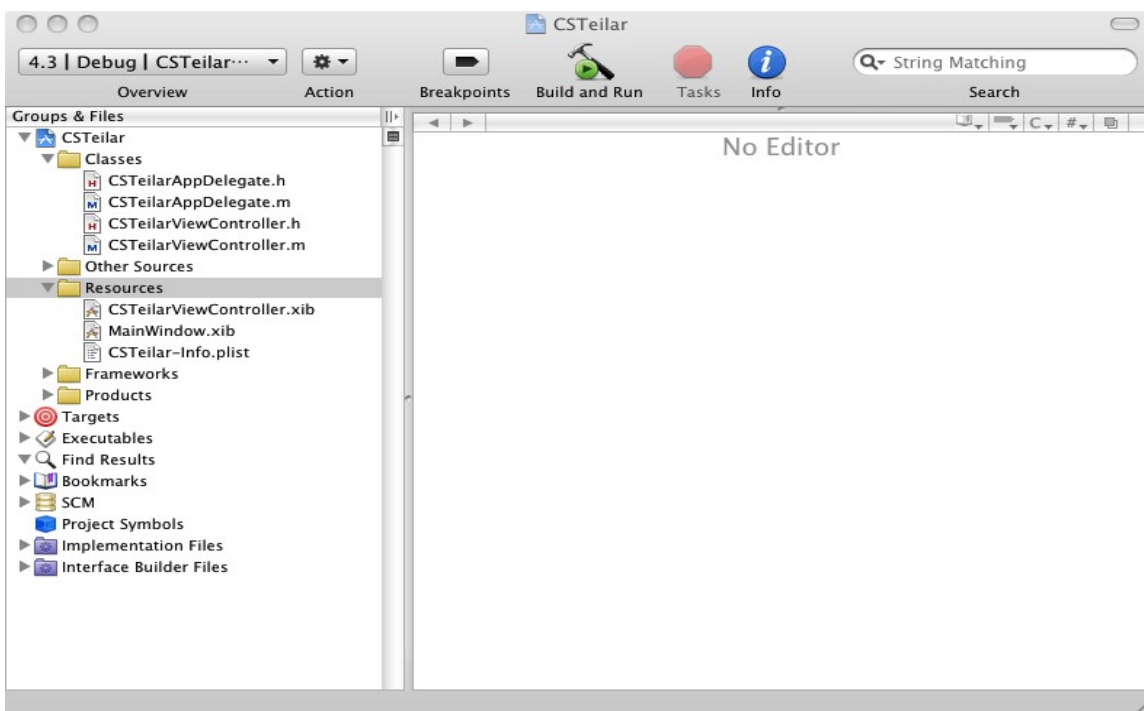 CSTeilar
4.3 | Debug | CSTeilar...
String Matching
Overview
Action
Breakpoints
Build and Run
Tasks
Info
Search
Groups & Files
CSTeilar
Classes
H CSTeilarAppDelegate.h
M CSTeilarAppDelegate.m
H CSTeilarViewController.h
M CSTeilarViewController.m
Other Sources
Resources
CSTeilarViewController.xib
MainWindow.xib
CSTeilar-Info.plist
Frameworks
Products
Targets
Executables
Find Results
Bookmarks
SCM
Project Symbols
Implementation Files
Interface Builder Files
C
#
No Editor